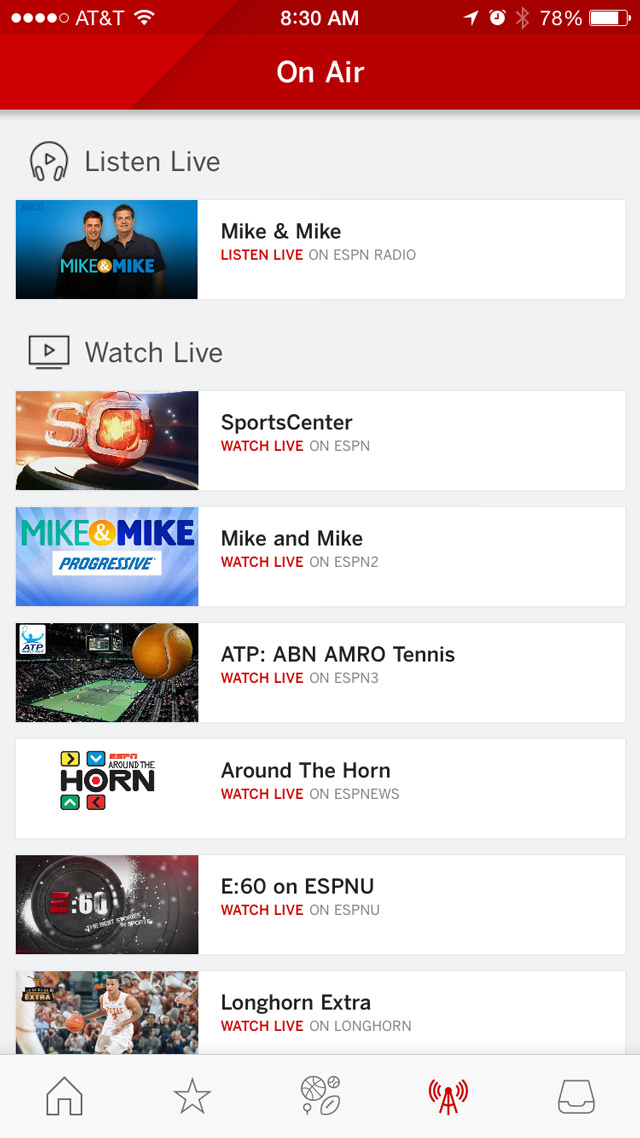 AT&T 8:30 AM 78%
On Air
Listen Live
MIKE&MIKE
Mike & Mike
LISTEN LIVE ON ESPN RADIO
Watch Live
SC
SportsCenter
WATCH LIVE ON ESPN
MIKE&MIKE
PROGRESSIVE
Mike and Mike
WATCH LIVE ON ESPN2
ATP
ATP: ABN AMRO Tennis
WATCH LIVE ON ESPN3
ESPN
AROUND THE
HORN
Around The Horn
WATCH LIVE ON ESPNEWS
E:60
THE BEST STORIES
IN SPORTS
E:60 on ESPNU
WATCH LIVE ON ESPNU
EXTRA
TEXAS
Longhorn Extra
WATCH LIVE ON LONGHORN